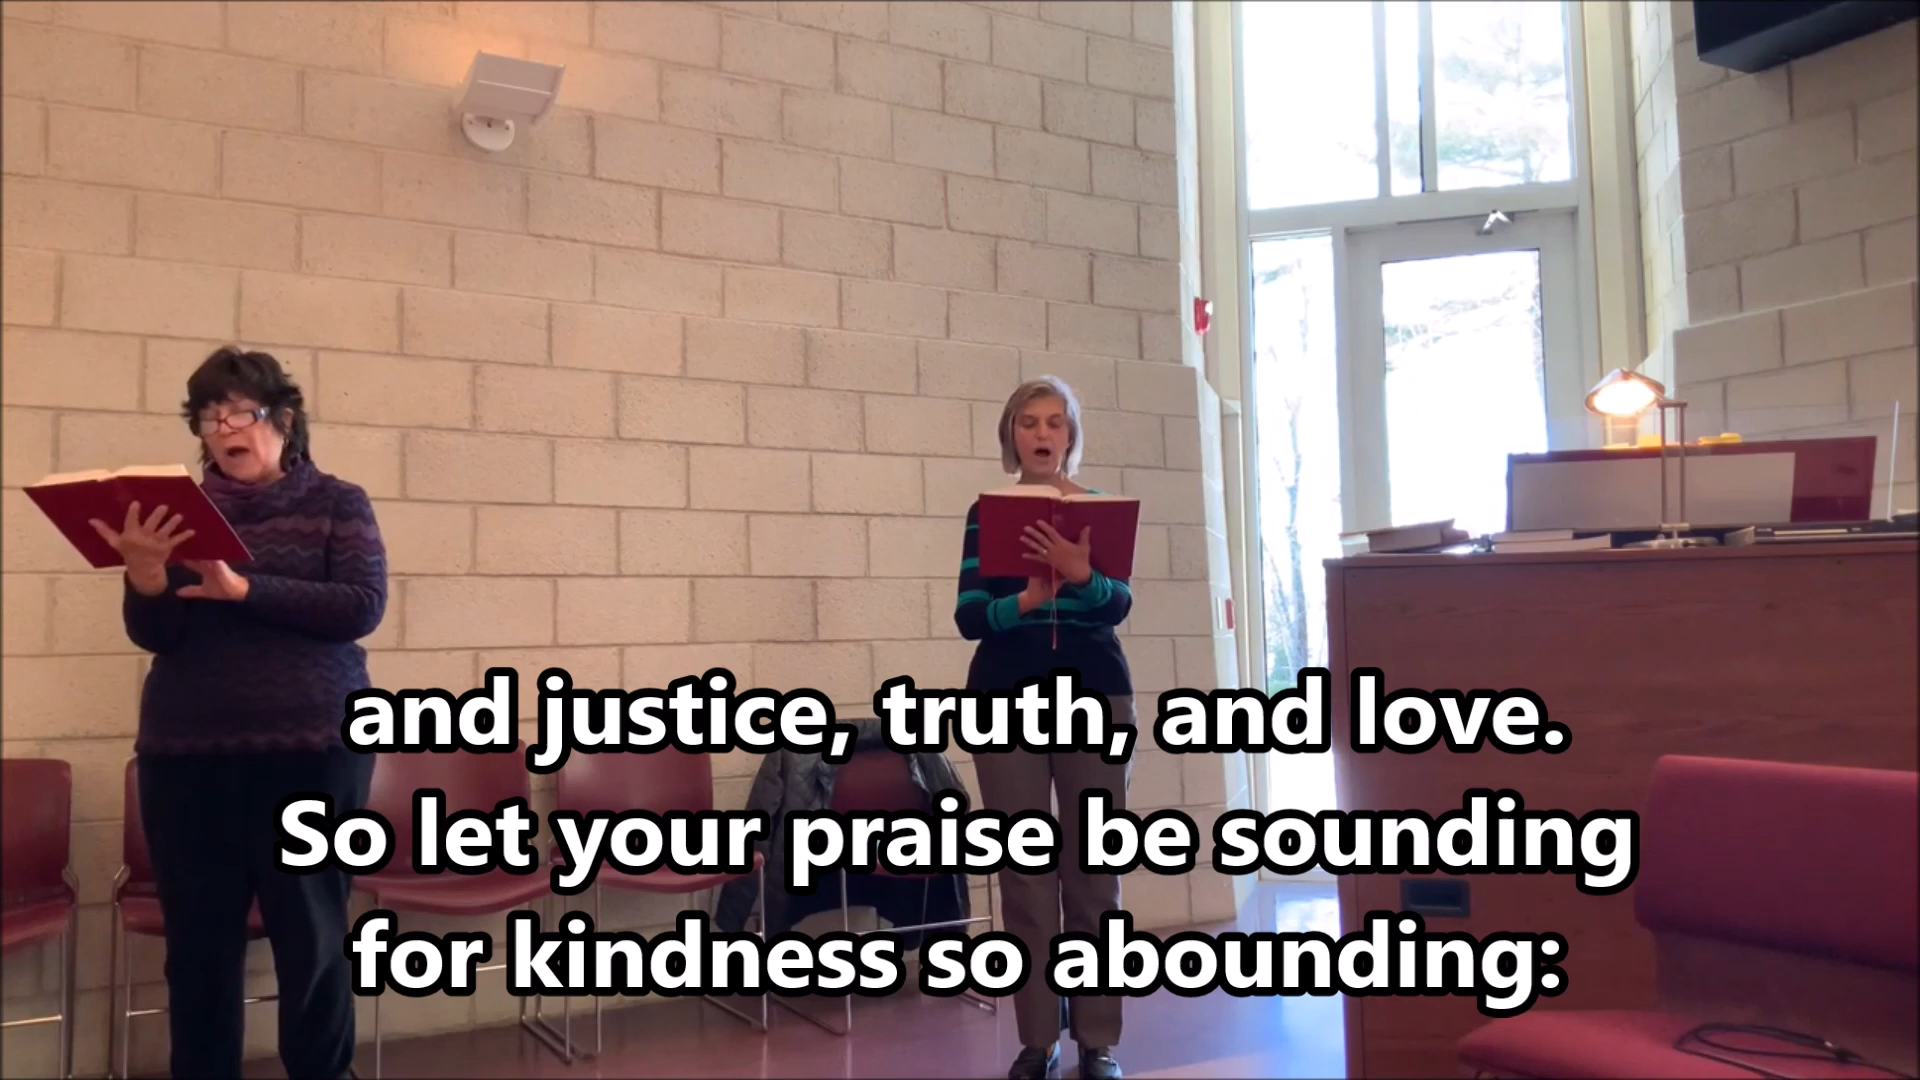 and justice, truth, and love.
So let your praise be sounding
for kindness so abounding: